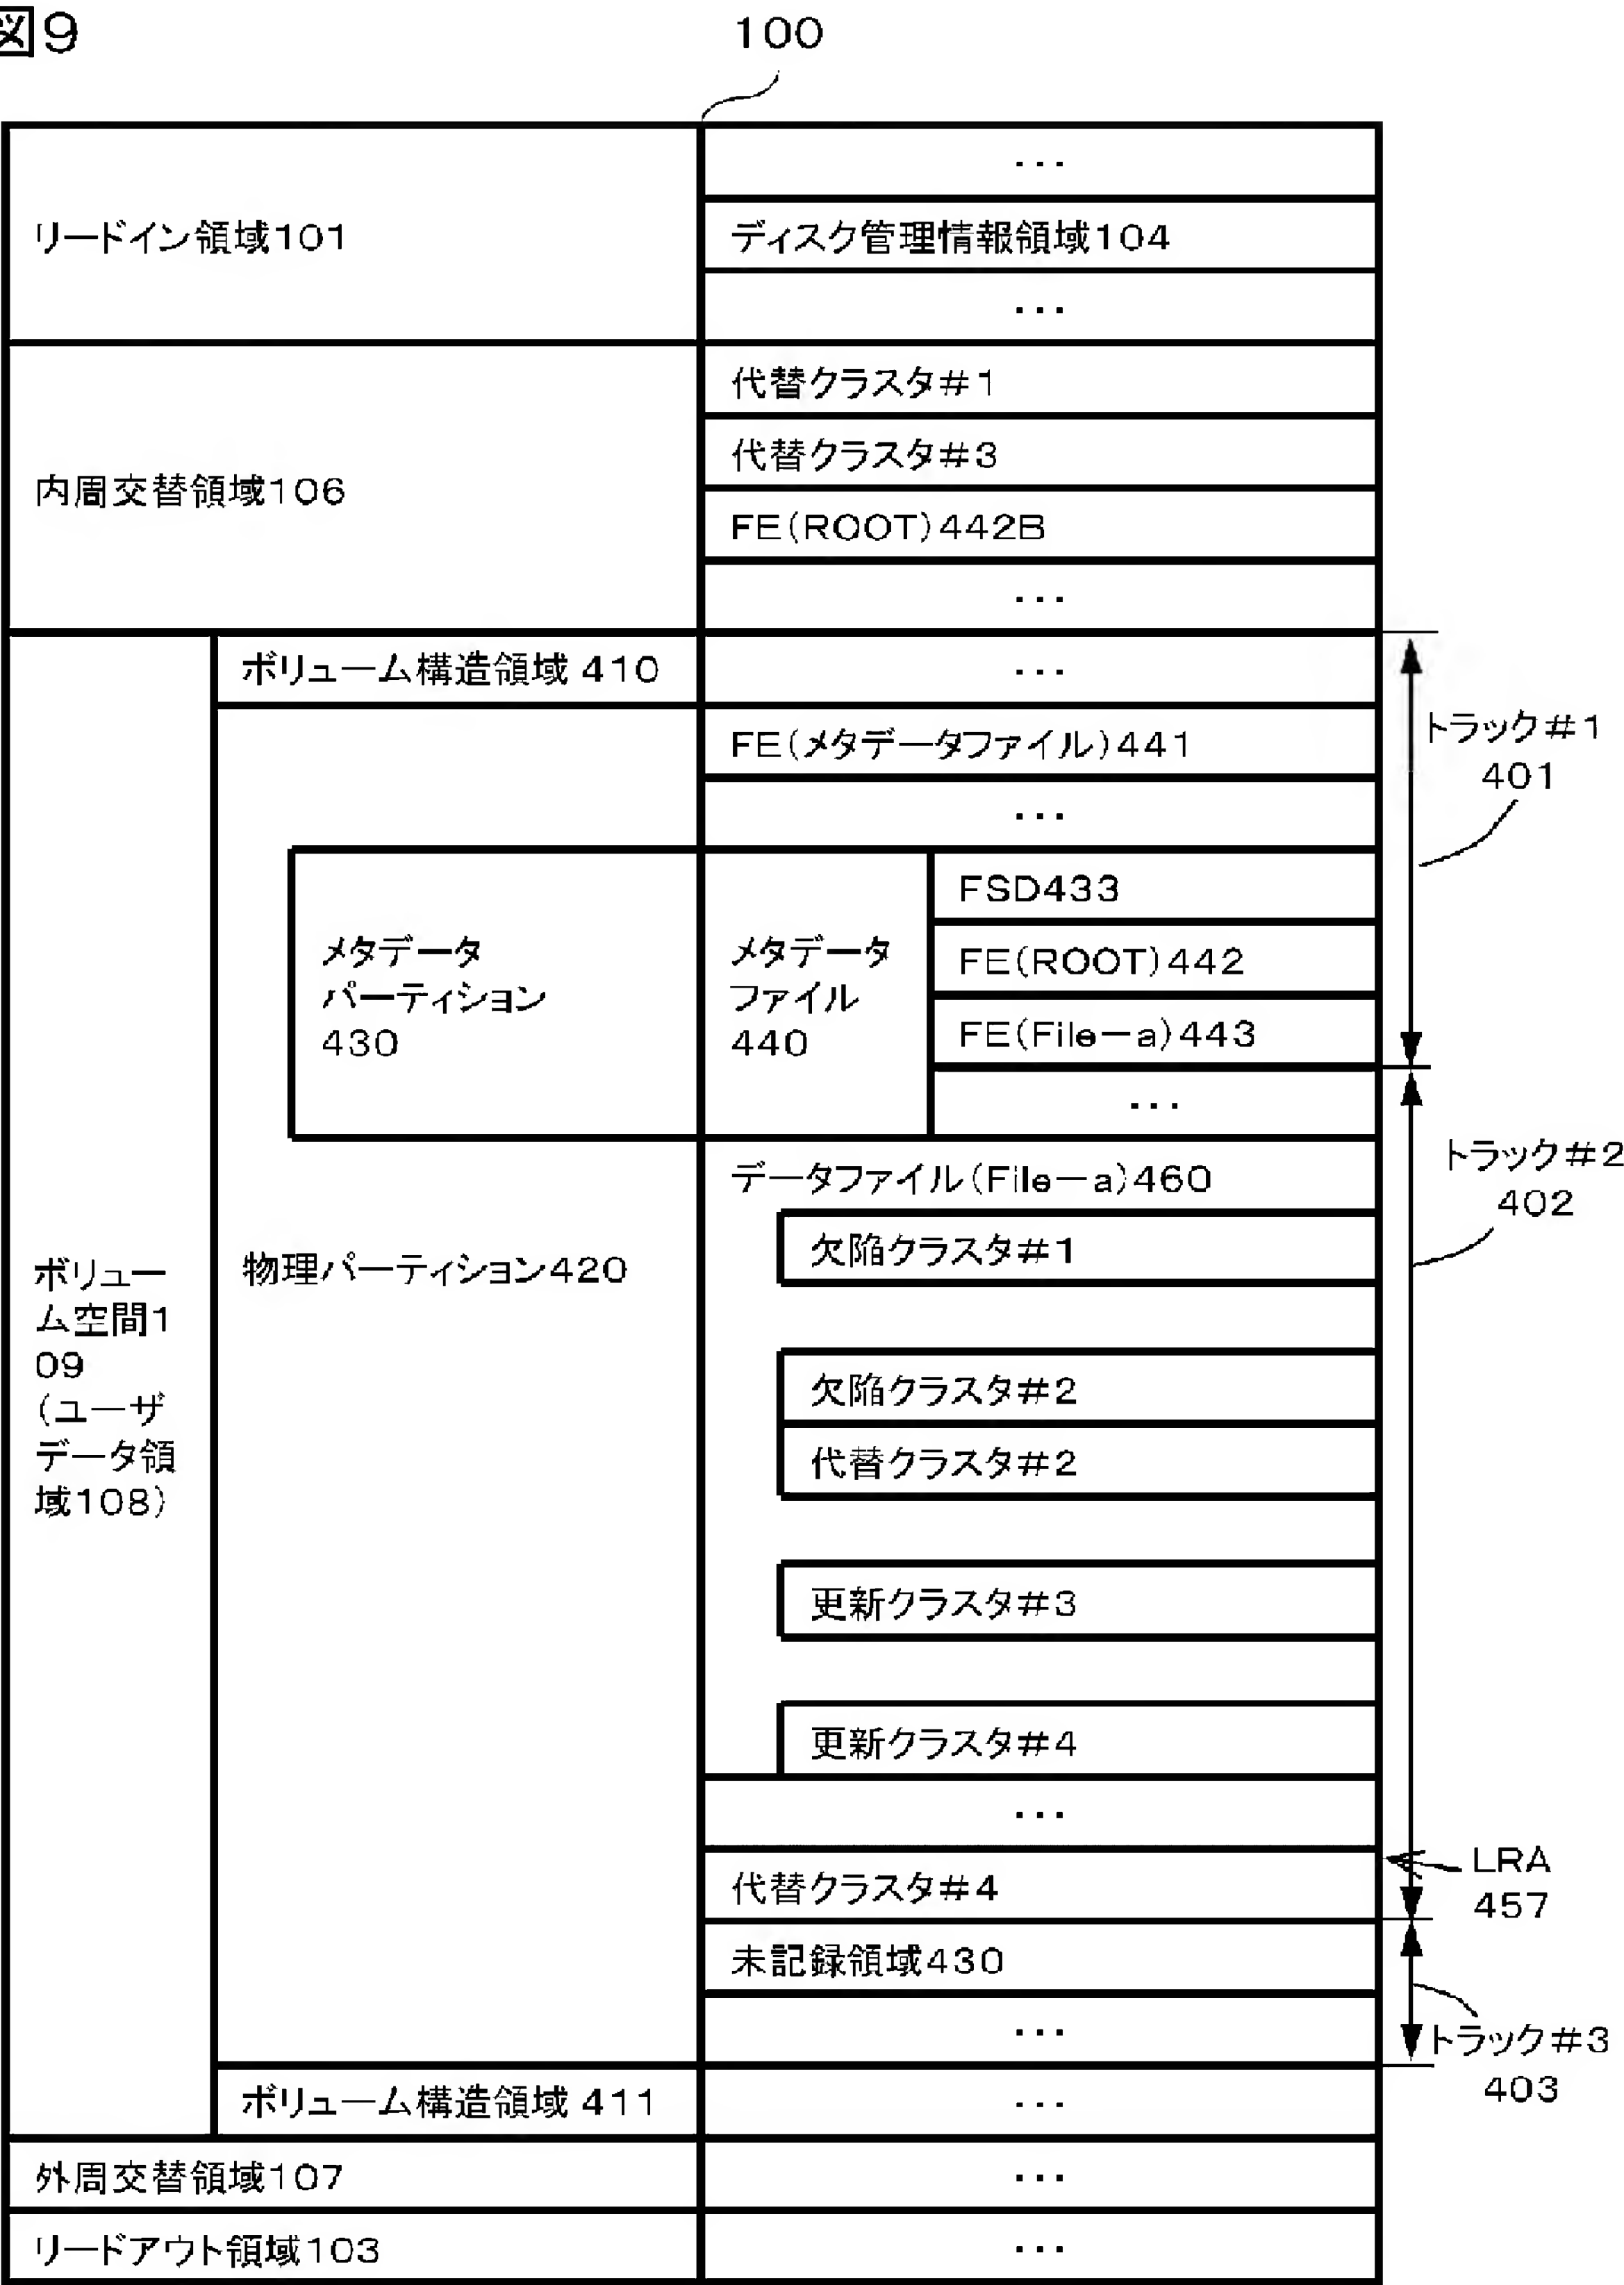 図9
100
リードイン領域101
・・・
ディスク管理情報領域104
・・・
内周交替領域106
代替クラスタ#1
代替クラスタ#3
FE(ROOT)442B
・・・
ボリューム構造領域 410
・・・
FE(メタデータファイル)441
・・・
トラック#1
401
メタデータ
パーティション
430
メタデータ
ファイル
440
FSD433
FE(ROOT)442
FE(File-a)443
・・・
トラック#2
402
データファイル(File-a)460
欠陥クラスタ#1
ボリュー
ム空間1
09
(ユーザ
データ領
域108)
物理パーティション420
欠陥クラスタ#2
代替クラスタ#2
更新クラスタ#3
更新クラスタ#4
・・・
代替クラスタ#4
LRA
457
未記録領域430
・・・
トラック#3
403
ボリューム構造領域 411
・・・
外周交替領域107
・・・
リードアウト領域103
・・・